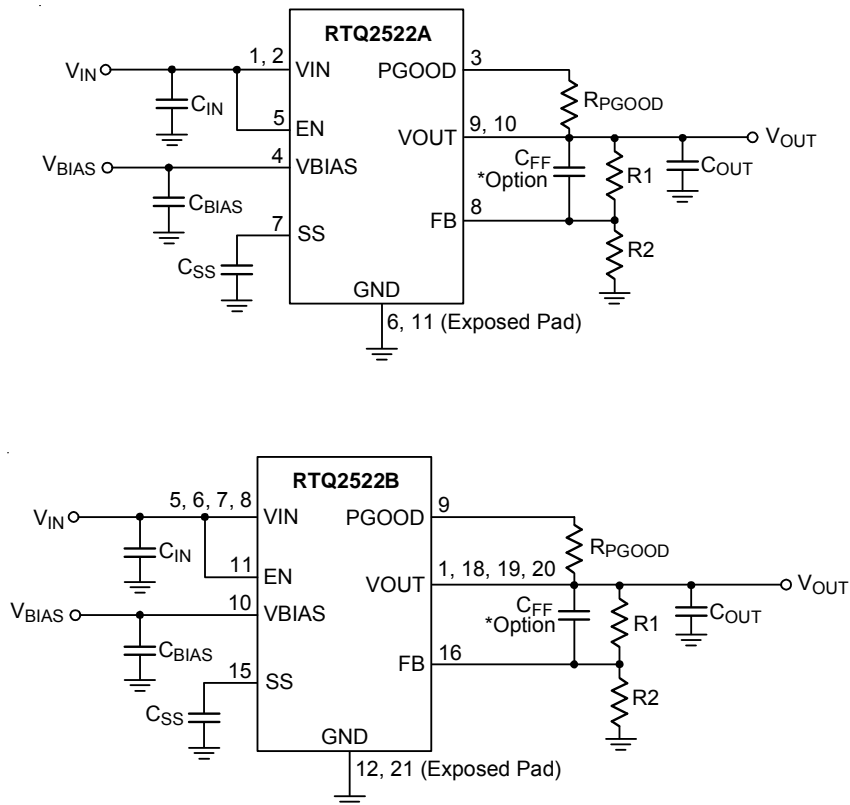 RTQ2522A
1, 2
3
VIN
VIN
PGOOD
RPGOOD
CIN
5
EN
9, 10
VOUT
VOUT
VBIAS
4
VBIAS
CFF
*Option
R1
COUT
CBIAS
7
SS
8
FB
CSS
R2
GND
6, 11 (Exposed Pad)
RTQ2522B
5, 6, 7, 8
9
VIN
VIN
PGOOD
RPGOOD
CIN
11
EN
1, 18, 19, 20
VOUT
VOUT
VBIAS
10
VBIAS
CFF
*Option
R1
COUT
CBIAS
15
SS
16
FB
CSS
R2
GND
12, 21 (Exposed Pad)